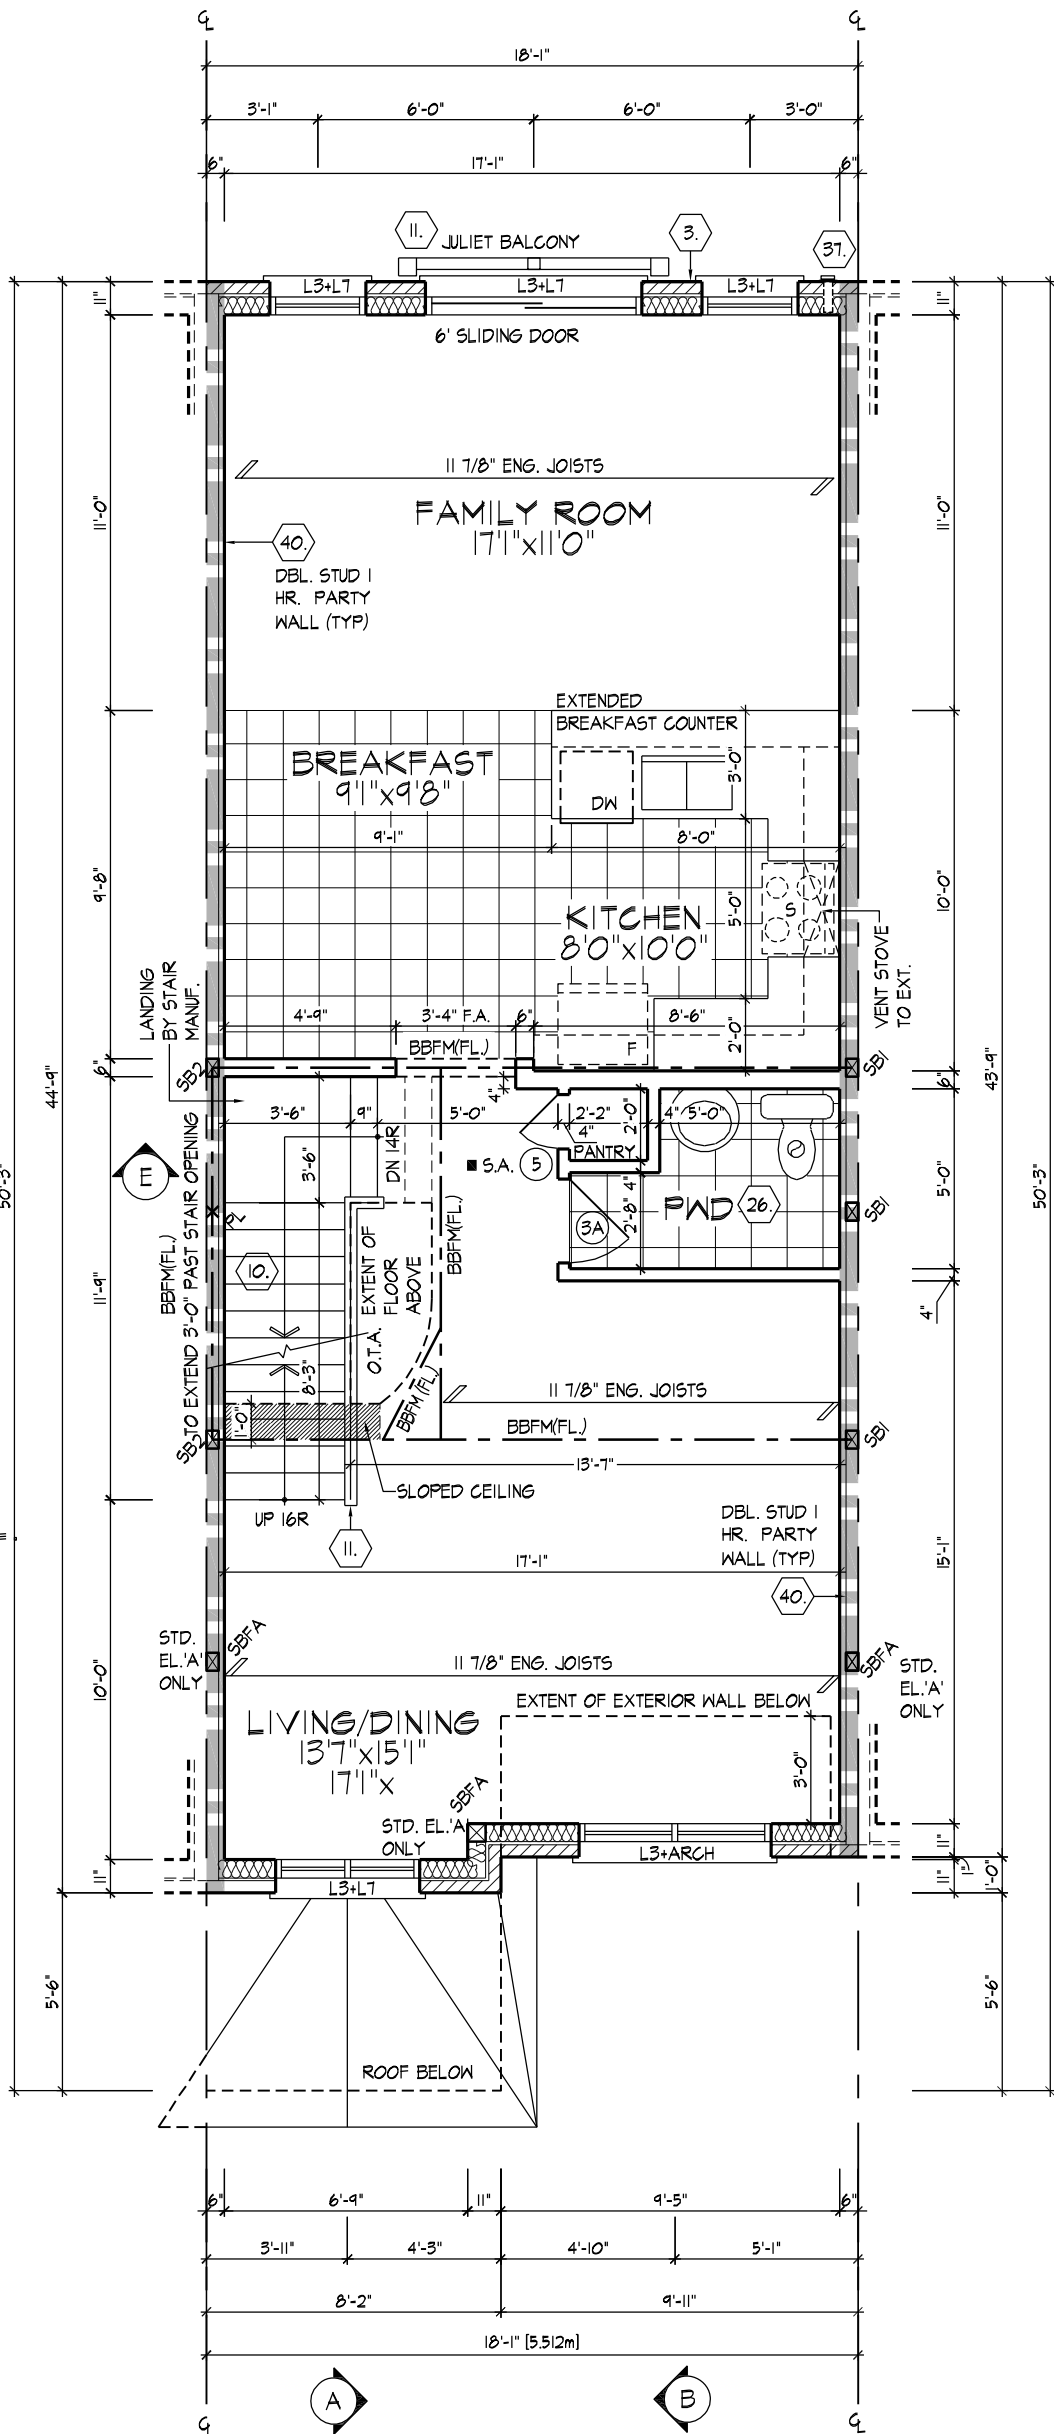 ℄ ℄
18'-1"
3'-1" 6'-0" 6'-0" 3'-0"
6" 17'-1" 6"
11. JULIET BALCONY 3. 37.
L3+L7 L3+L7 L3+L7
11" 11"
6' SLIDING DOOR
11 7/8" ENG. JOISTS
FAMILY ROOM
17'1"x11'0"
11'-0" 11'-0"
40.
DBL. STUD 1
HR. PARTY
WALL (TYP)
EXTENDED
BREAKFAST COUNTER
BREAKFAST
9'1"x9'8"
3'-0"
DW
9'-1" 8'-0"
9'-8" 10'-0"
KITCHEN
8'0"x10'0"
5'-0"
S
VENT STOVE
TO EXT.
LANDING
BY STAIR
MANUF.
4'-9" 3'-4" F.A. 6" 8'-6"
BBFM(FL.)
F
2'-0"
6" SB2 SB1 6"
44'-9" 43'-9"
3'-6" 9" 5'-0" 4" 2'-2" 2'-0" 4" 5'-0"
4"
PANTRY
DN 14R
3'-6"
S.A. 5
E
50'-3" 50'-3"
PWD 26.
4"
2'-8"
3A
5'-0"
SB1
PL
BBFM(FL.)
TO EXTEND 3'-0" PAST STAIR OPENING
10.
EXTENT OF
FLOOR
ABOVE
O.T.A.
BBFM(FL.)
11'-9"
4"
8'-3"
BBFM(FL.)
11 7/8" ENG. JOISTS
1'-0"
SB2 BBFM(FL.) SB1
13'-7"
SLOPED CEILING
UP 16R
11.
DBL. STUD 1
HR. PARTY
WALL (TYP)
17'-1"
15'-1"
40.
STD.
EL.'A'
ONLY
SBFA
SBFA
STD.
EL.'A'
ONLY
11 7/8" ENG. JOISTS
10'-0"
EXTENT OF EXTERIOR WALL BELOW
LIVING/DINING
13'7"x15'1"
17'1"x
3'-0"
SBFA
STD. EL.'A'
ONLY
L3+ARCH
11"
L3+L7
11" 11" 1" 1'-0"
5'-6" 5'-6"
ROOF BELOW
6" 6'-9" 11" 9'-5" 6"
3'-11" 4'-3" 4'-10" 5'-1"
8'-2" 9'-11"
18'-1" [5.512m]
A B
℄ ℄